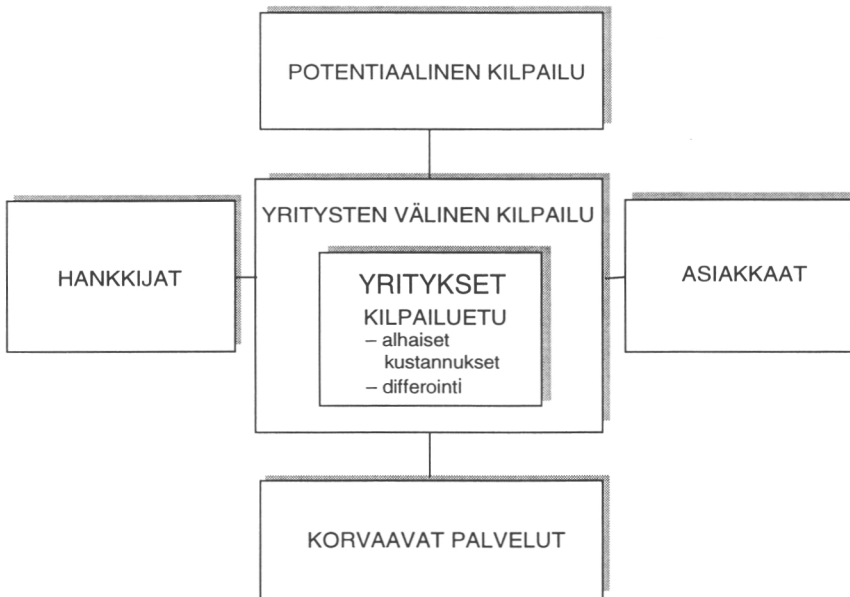 POTENTIAALINEN KILPAILU
YRITYSTEN VÄLINEN KILPAILU
HANKKIJAT
YRITYKSET
KILPAILUETU
– alhaiset
kustannukset
– differointi
ASIAKKAAT
KORVAAVAT PALVELUT